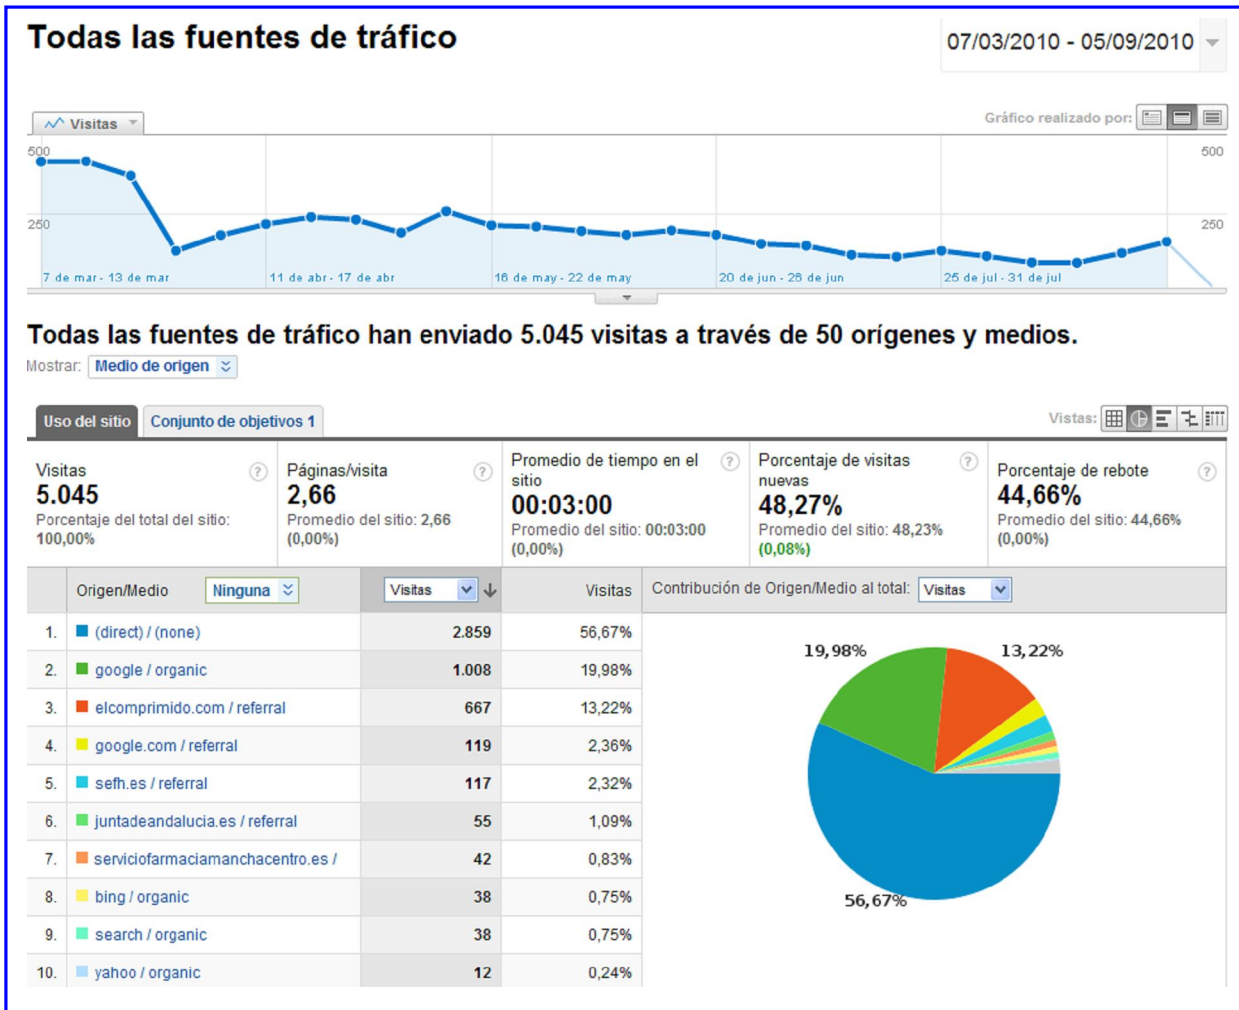 Todas las fuentes de tráfico
07/03/2010 - 05/09/2010
Visitas
Gráfico realizado por:
500
500
250
250
7 de mar - 13 de mar
11 de abr - 17 de abr
16 de may - 22 de may
20 de jun - 26 de jun
25 de jul - 31 de jul
Todas las fuentes de tráfico han enviado 5.045 visitas a través de 50 orígenes y medios.
Mostrar: Medio de origen
Uso del sitio
Conjunto de objetivos 1
Vistas:
Visitas
5.045
Porcentaje del total del sitio:
100,00%
Páginas/visita
2,66
Promedio del sitio: 2,66
(0,00%)
Promedio de tiempo en el
sitio
00:03:00
Promedio del sitio: 00:03:00
(0,00%)
Porcentaje de visitas
nuevas
48,27%
Promedio del sitio: 48,23%
(0,08%)
Porcentaje de rebote
44,66%
Promedio del sitio: 44,66%
(0,00%)
Origen/Medio Ninguna Visitas Visitas Contribución de Origen/Medio al total: Visitas
1. (direct) / (none) 2.859 56,67%
2. google / organic 1.008 19,98%
3. elcomprimido.com / referral 667 13,22%
4. google.com / referral 119 2,36%
5. sefh.es / referral 117 2,32%
6. juntadeandalucia.es / referral 55 1,09%
7. serviciofarmaciamanchacentro.es / 42 0,83%
8. bing / organic 38 0,75%
9. search / organic 38 0,75%
10. yahoo / organic 12 0,24%
19,98%
13,22%
56,67%